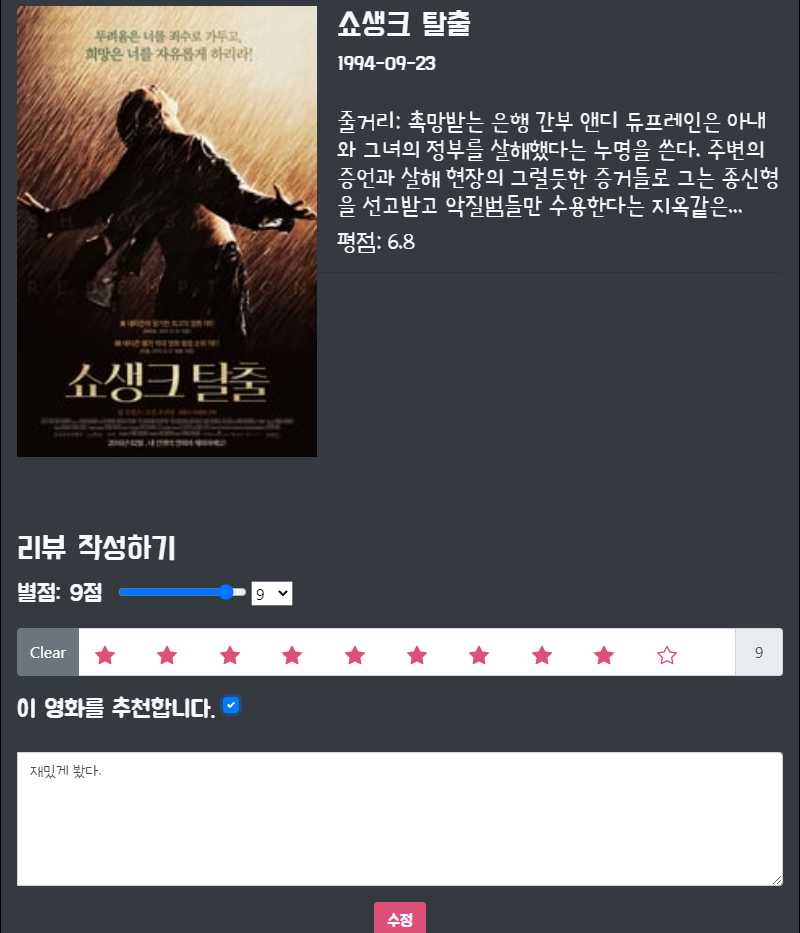 두려움은 너를 죄수로 가두고,
희망은 너를 자유롭게 하리라!
REDEMPTION
쇼생크 탈출
쇼생크 탈출
1994-09-23
줄거리: 촉망받는 은행 간부 앤디 듀프레인은 아내
와 그녀의 정부를 살해했다는 누명을 쓴다. 주변의
증언과 살해 현장의 그럴듯한 증거들로 그는 종신형
을 선고받고 악질범들만 수용한다는 지옥같은...
평점: 6.8
리뷰 작성하기
별점: 9점 9
Clear 9
이 영화를 추천합니다.
재밌게 봤다.
수정